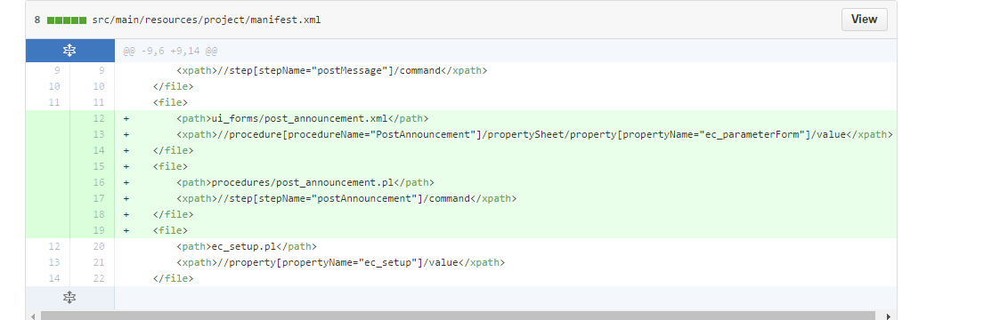 8 src/main/resources/project/manifest.xml View
@@ -9,6 +9,14 @@
9 9 <xpath>//step[stepName="postMessage"]/command</xpath>
10 10 </file>
11 11 <file>
12 + <path>ui_forms/post_announcement.xml</path>
13 + <xpath>//procedure[procedureName="PostAnnouncement"]/propertySheet/property[propertyName="ec_parameterForm"]/value</xpath>
14 + </file>
15 + <file>
16 + <path>procedures/post_announcement.pl</path>
17 + <xpath>//step[stepName="postAnnouncement"]/command</xpath>
18 + </file>
19 + <file>
12 20 <path>ec_setup.pl</path>
13 21 <xpath>//property[propertyName="ec_setup"]/value</xpath>
14 22 </file>